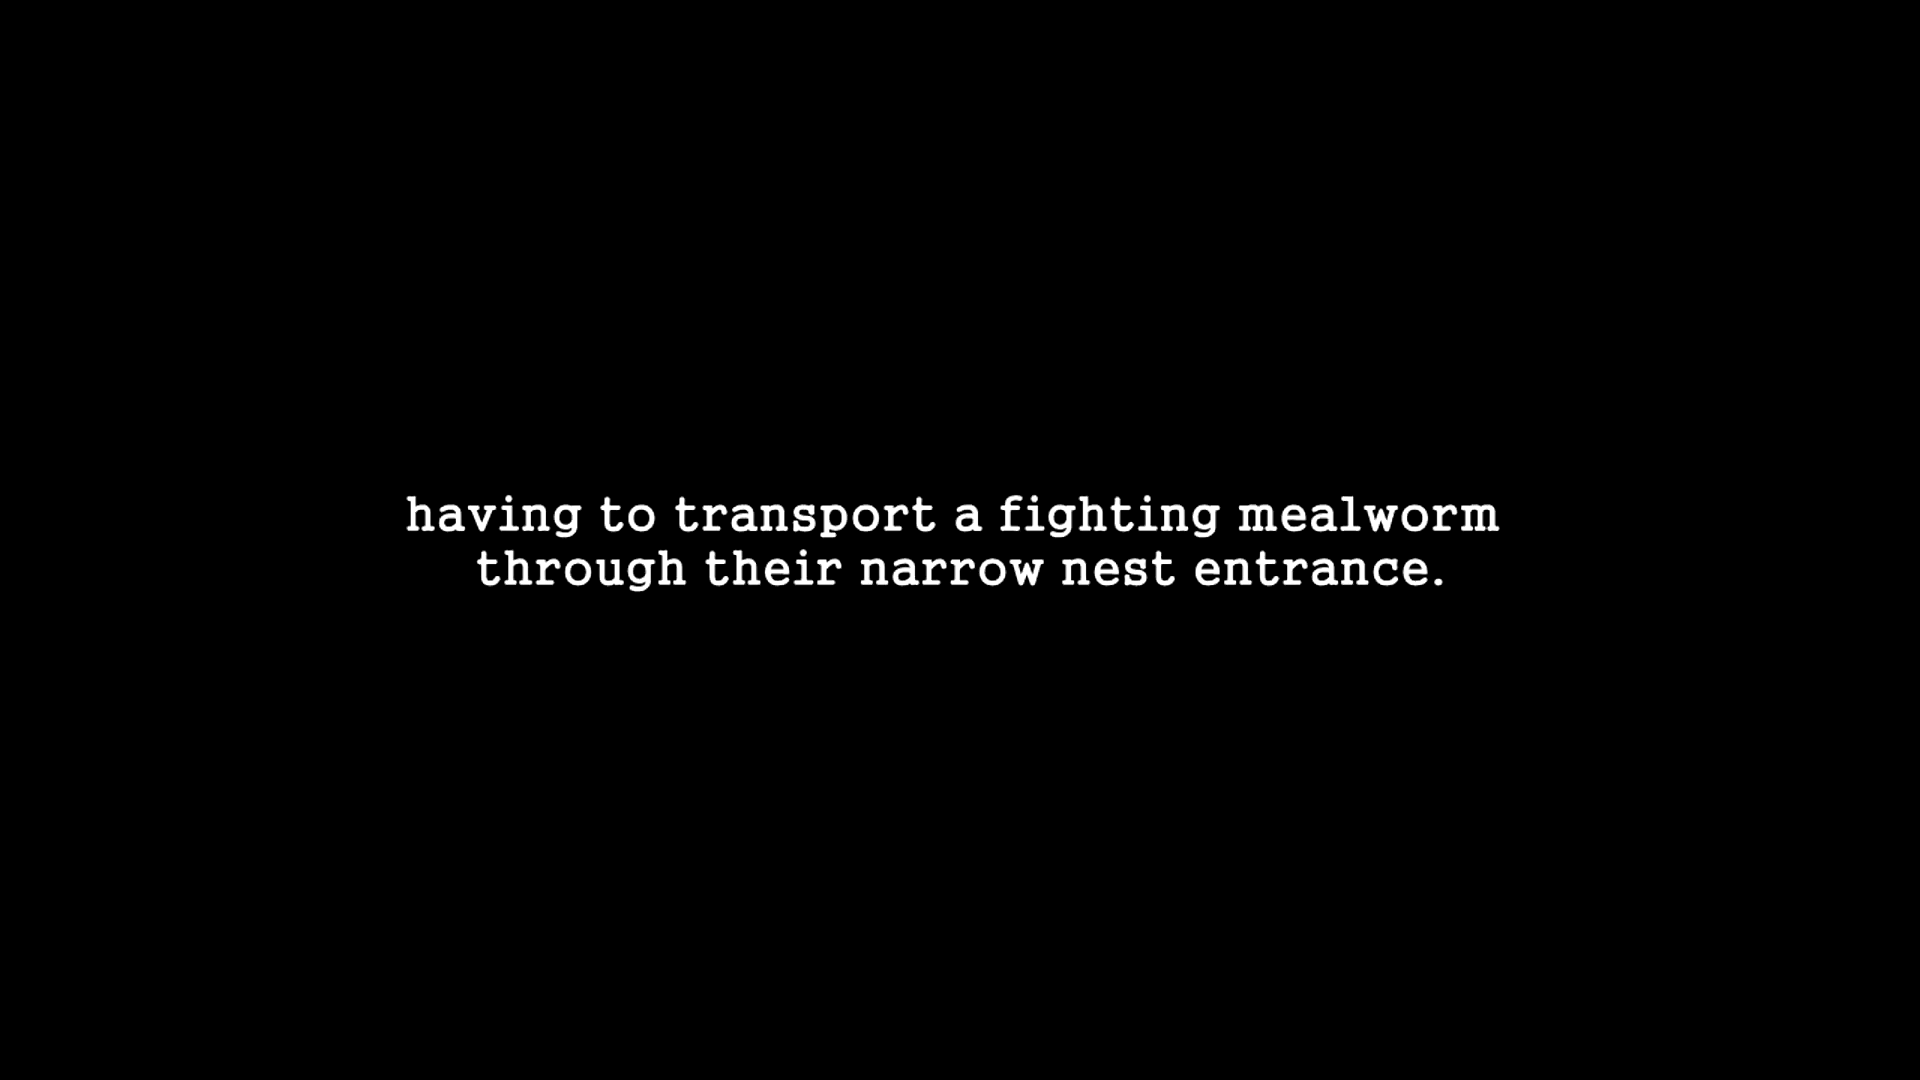 having to transport a fighting mealworm
through their narrow nest entrance.